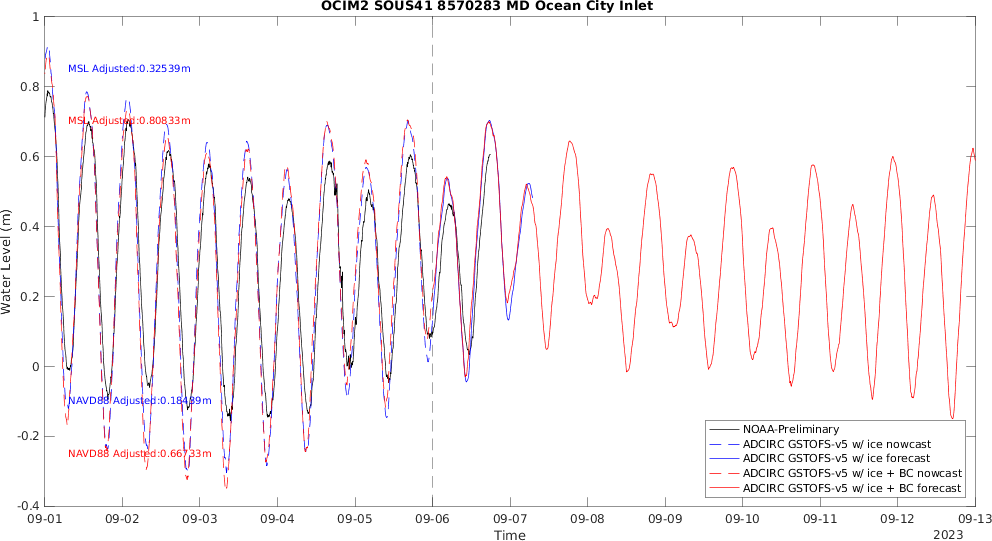 OCIM2 SOUS41 8570283 MD Ocean City Inlet
1
0.8
0.6
0.4
0.2
0
-0.2
-0.4
Water Level (m)
MSL Adjusted:0.32539m
MSL Adjusted:0.80833m
NAVD88 Adjusted:0.18439m
NAVD88 Adjusted:0.66733m
NOAA-Preliminary
ADCIRC GSTOFS-v5 w/ ice nowcast
ADCIRC GSTOFS-v5 w/ ice forecast
ADCIRC GSTOFS-v5 w/ ice + BC nowcast
ADCIRC GSTOFS-v5 w/ ice + BC forecast
09-01 09-02 09-03 09-04 09-05 09-06 09-07 09-08 09-09 09-10 09-11 09-12 09-13
Time
2023